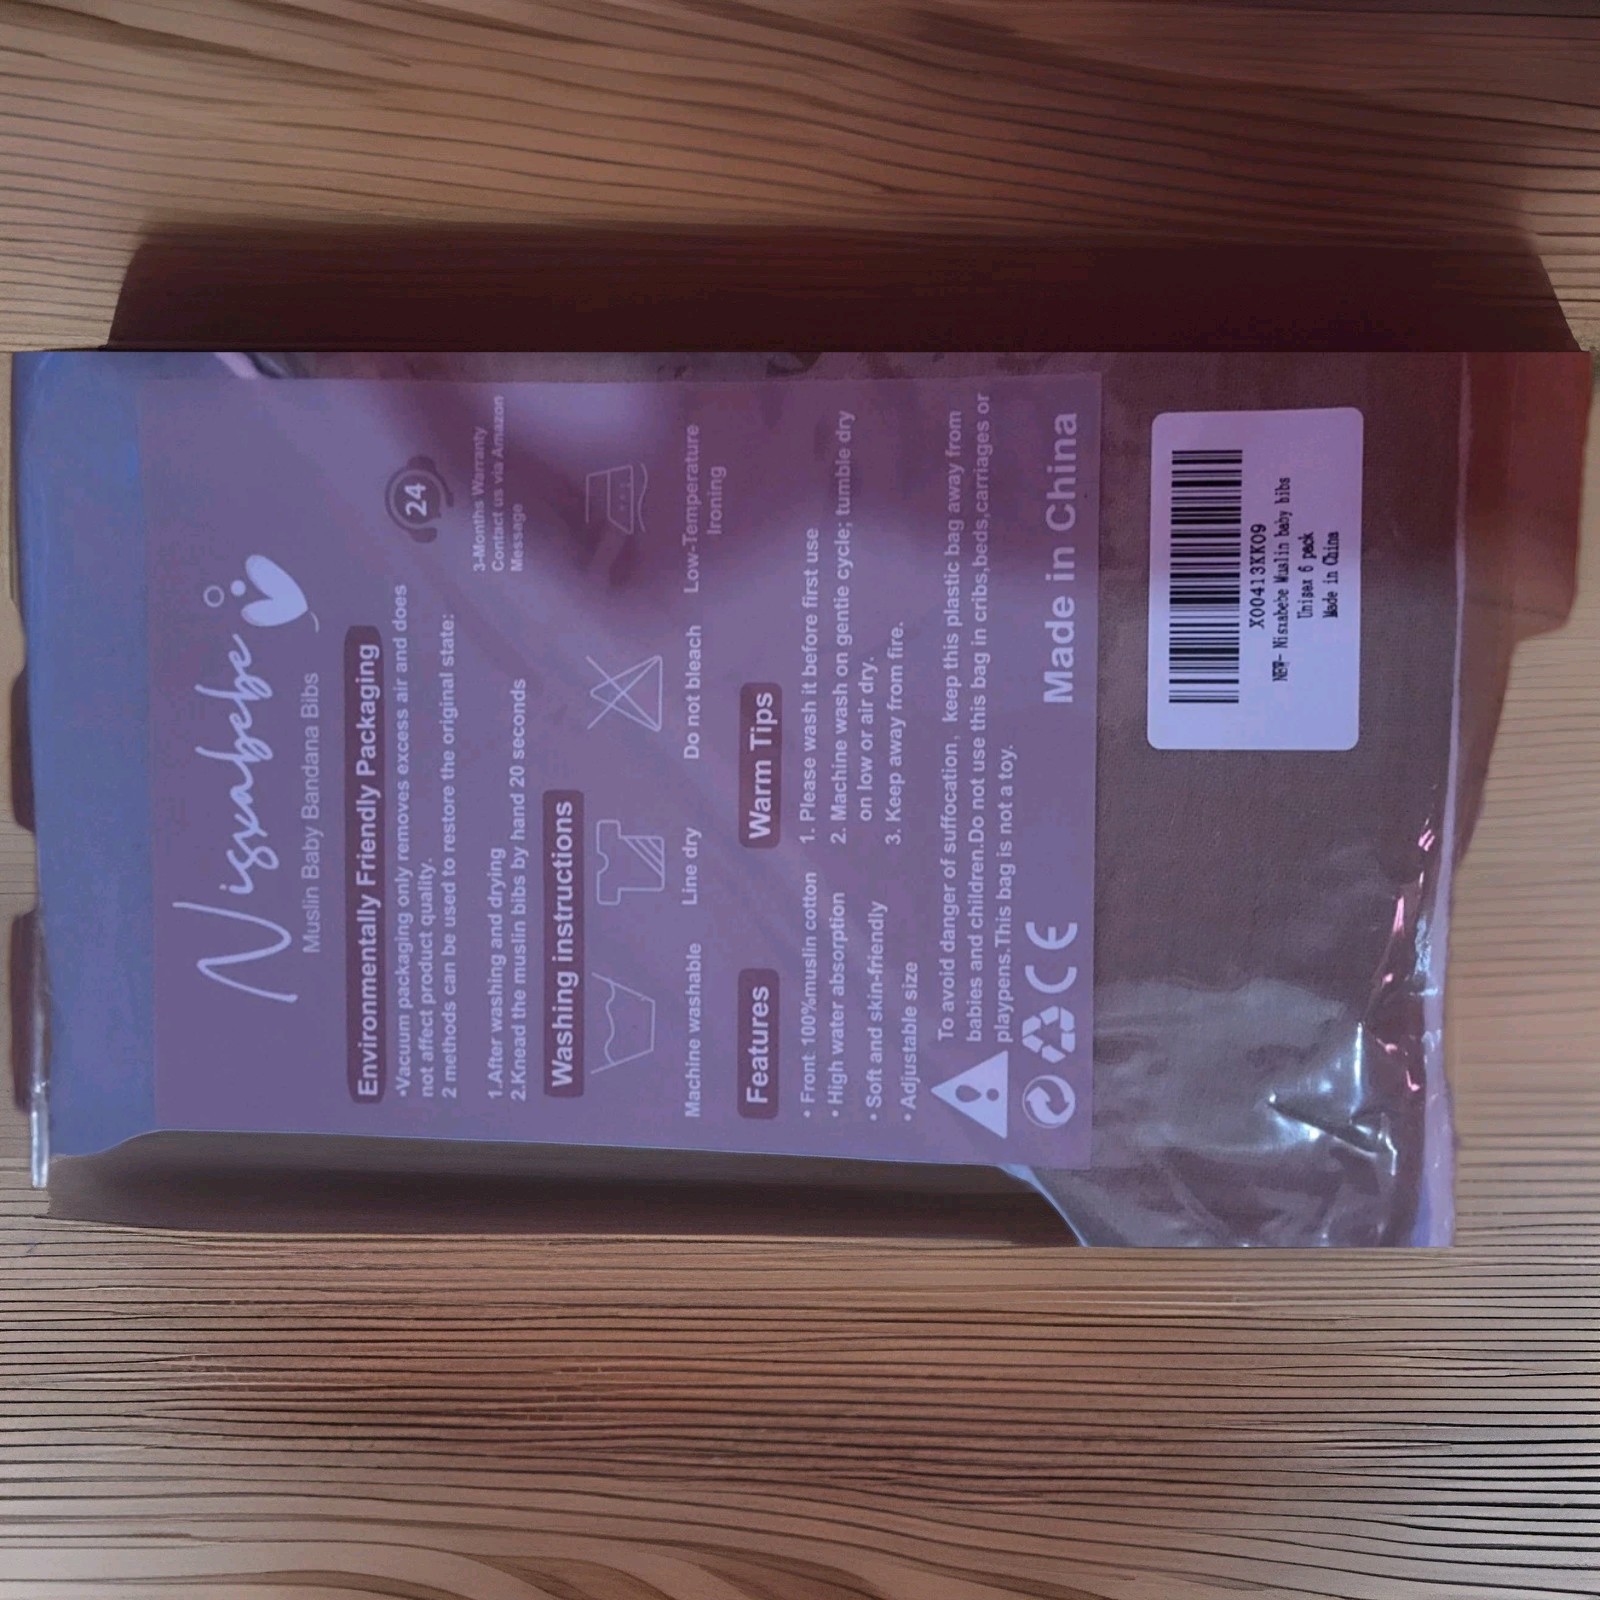 Nisxabebe
Muslin Baby Bandana Bibs
Environmentally Friendly Packaging
•Vacuum packaging only removes excess air and does
not affect product quality.
2 methods can be used to restore the original state:
1.After washing and drying
2.Knead the muslin bibs by hand 20 seconds
24
3-Months Warranty
Contact us via Amazon
Message
Washing instructions
Machine washable
Line dry
Do not bleach
Low-Temperature
Ironing
Features
• Front 100%muslin cotton
• High water absorption
• Soft and skin-friendly
• Adjustable size
Warm Tips
1. Please wash it before first use
2. Machine wash on gentie cycle; tumble dry
on low or air dry.
3. Keep away from fire.
To avoid danger of suffocation, keep this plastic bag away from
babies and children.Do not use this bag in cribs,beds,carriages or
playpens.This bag is not a toy.
CE
Made in China
X00413XK09
NEW- Nisxabebe Muslin baby bibs
Unisex 6 pack
Made in China